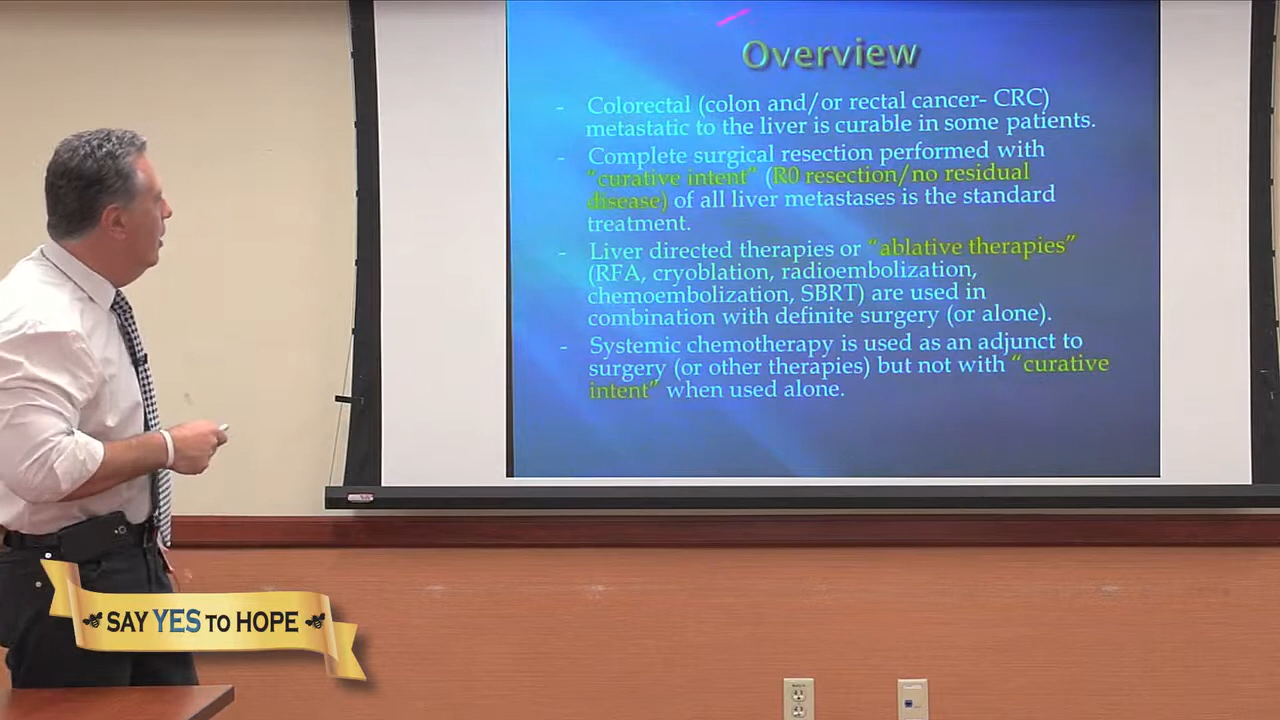 Overview
- Colorectal (colon and/or rectal cancer- CRC)
metastatic to the liver is curable in some patients.
- Complete surgical resection performed with
“curative intent” (R0 resection/no residual
disease) of all liver metastases is the standard
treatment.
- Liver directed therapies or “ablative therapies”
(RFA, cryoblation, radioembolization,
chemoembolization, SBRT) are used in
combination with definite surgery (or alone).
- Systemic chemotherapy is used as an adjunct to
surgery (or other therapies) but not with “curative
intent” when used alone.
SAY YES TO HOPE